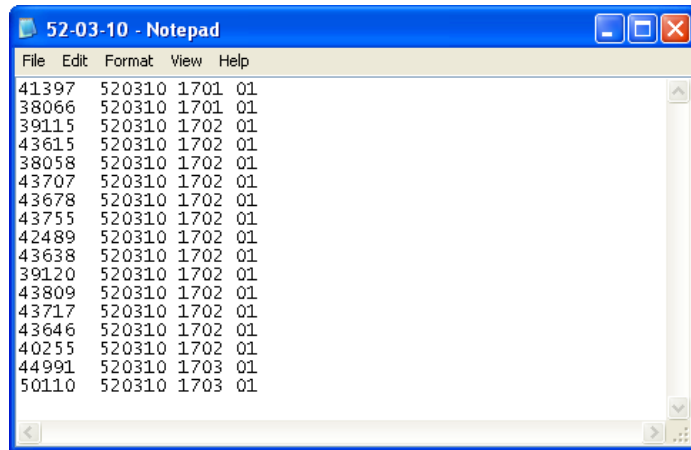 52-03-10 - Notepad
File Edit Format View Help
41397 520310 1701 01
38066 520310 1701 01
39115 520310 1702 01
43615 520310 1702 01
38058 520310 1702 01
43707 520310 1702 01
43678 520310 1702 01
43755 520310 1702 01
42489 520310 1702 01
43638 520310 1702 01
39120 520310 1702 01
43809 520310 1702 01
43717 520310 1702 01
43646 520310 1702 01
40255 520310 1702 01
44991 520310 1703 01
50110 520310 1703 01